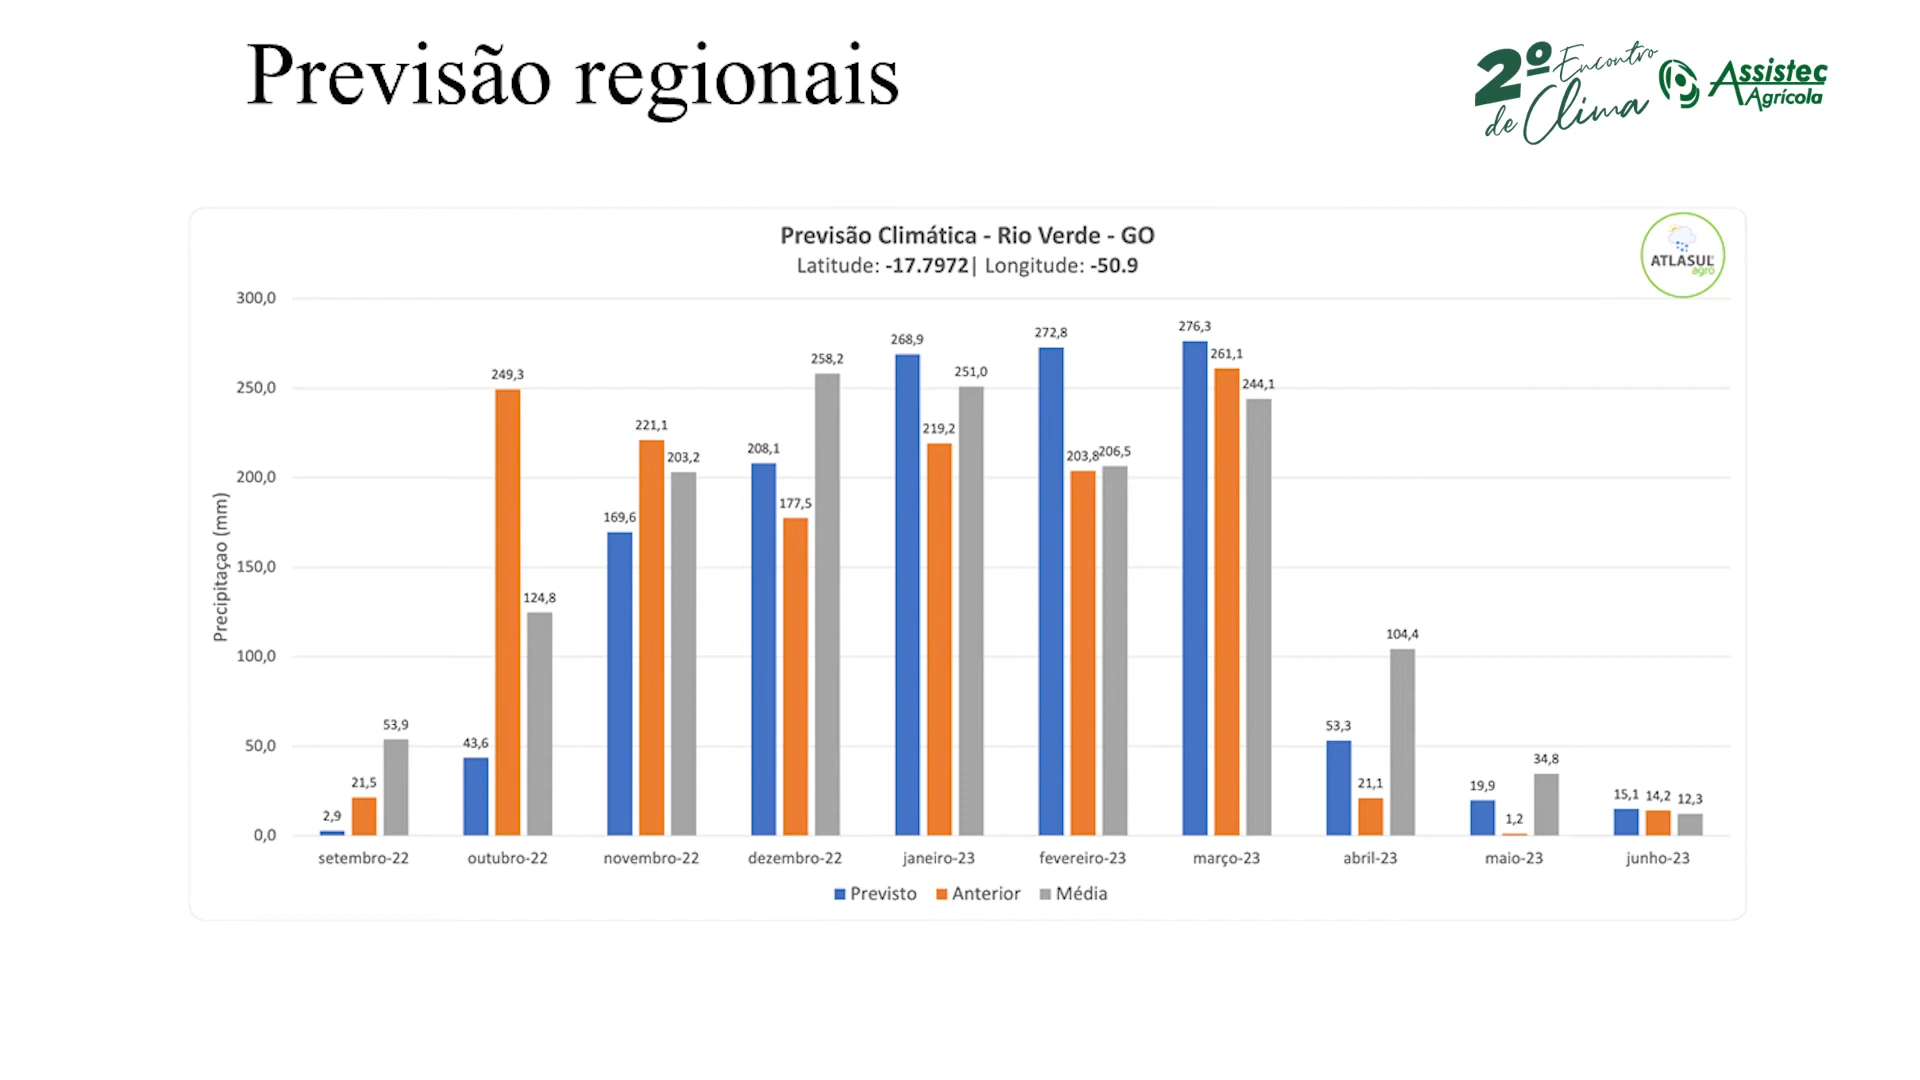 Previsão regionais
2º Encontro
de Clima
Assistec
Agrícola
Previsão Climática - Rio Verde - GO
Latitude: -17.7972| Longitude: -50.9
ATLASUL
agro
Precipitaçao (mm)
300,0
250,0
200,0
150,0
100,0
50,0
0,0
2,9 21,5 53,9
43,6 249,3 124,8
169,6 221,1 203,2
208,1 177,5 258,2
268,9 219,2 251,0
272,8 203,8 206,5
276,3 261,1 244,1
53,3 21,1 104,4
19,9 1,2 34,8
15,1 14,2 12,3
setembro-22 outubro-22 novembro-22 dezembro-22 janeiro-23 fevereiro-23 março-23 abril-23 maio-23 junho-23
Previsto Anterior Média